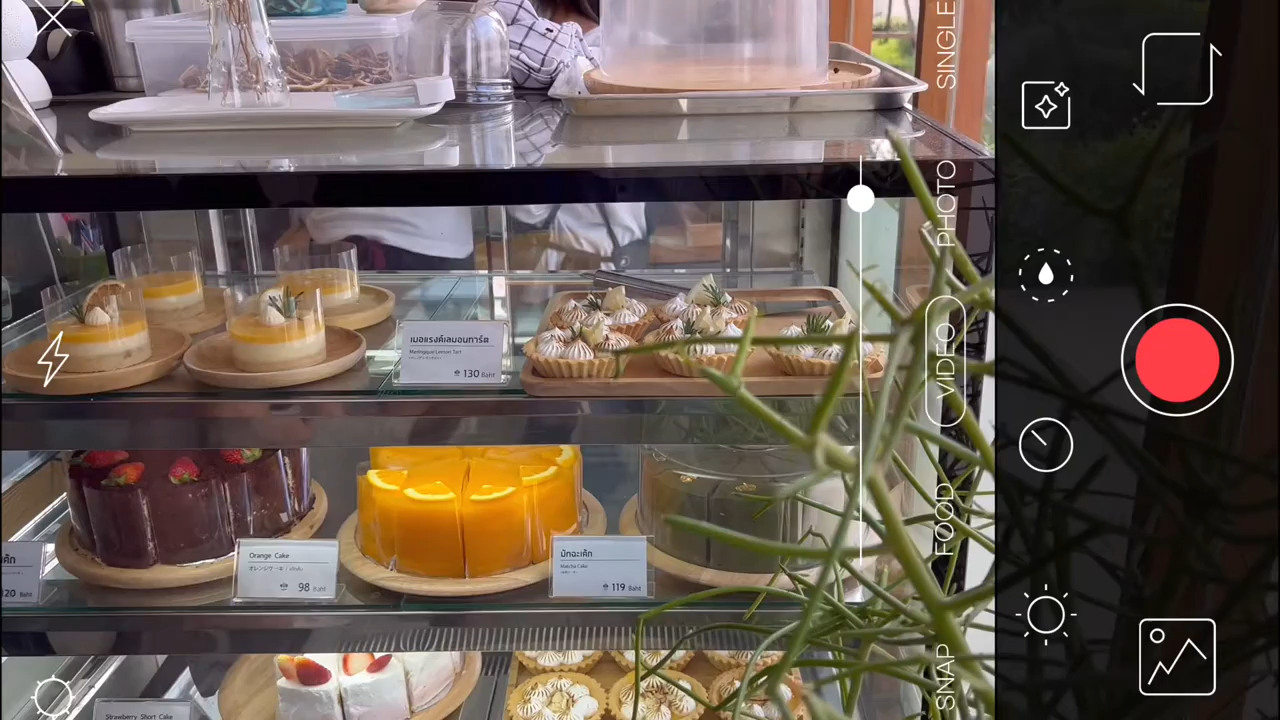 เมอแรงค์เลมอนทาร์ต
Meringue Lemon Tart
130 Baht
Orange Cake
98 Baht
มัทฉะเค้ก
Matcha Cake
119 Baht
120 Baht
Strawberry Short Cake
SINGLE
PHOTO
VIDEO
FOOD
SNAP